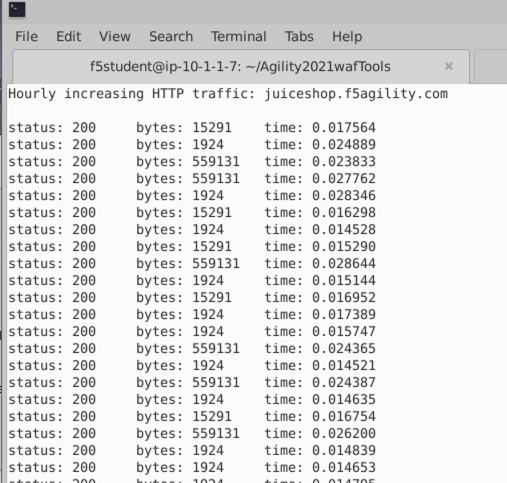 File Edit View Search Terminal Tabs Help
f5student@ip-10-1-1-7: ~/Agility2021wafTools ×
Hourly increasing HTTP traffic: juiceshop.f5agility.com
status: 200 bytes: 15291 time: 0.017564
status: 200 bytes: 1924 time: 0.024889
status: 200 bytes: 559131 time: 0.023833
status: 200 bytes: 559131 time: 0.027762
status: 200 bytes: 1924 time: 0.028346
status: 200 bytes: 15291 time: 0.016298
status: 200 bytes: 1924 time: 0.014528
status: 200 bytes: 15291 time: 0.015290
status: 200 bytes: 559131 time: 0.028644
status: 200 bytes: 1924 time: 0.015144
status: 200 bytes: 15291 time: 0.016952
status: 200 bytes: 1924 time: 0.017389
status: 200 bytes: 1924 time: 0.015747
status: 200 bytes: 559131 time: 0.024365
status: 200 bytes: 1924 time: 0.014521
status: 200 bytes: 559131 time: 0.024387
status: 200 bytes: 1924 time: 0.014635
status: 200 bytes: 15291 time: 0.016754
status: 200 bytes: 559131 time: 0.026200
status: 200 bytes: 1924 time: 0.014839
status: 200 bytes: 1924 time: 0.014653